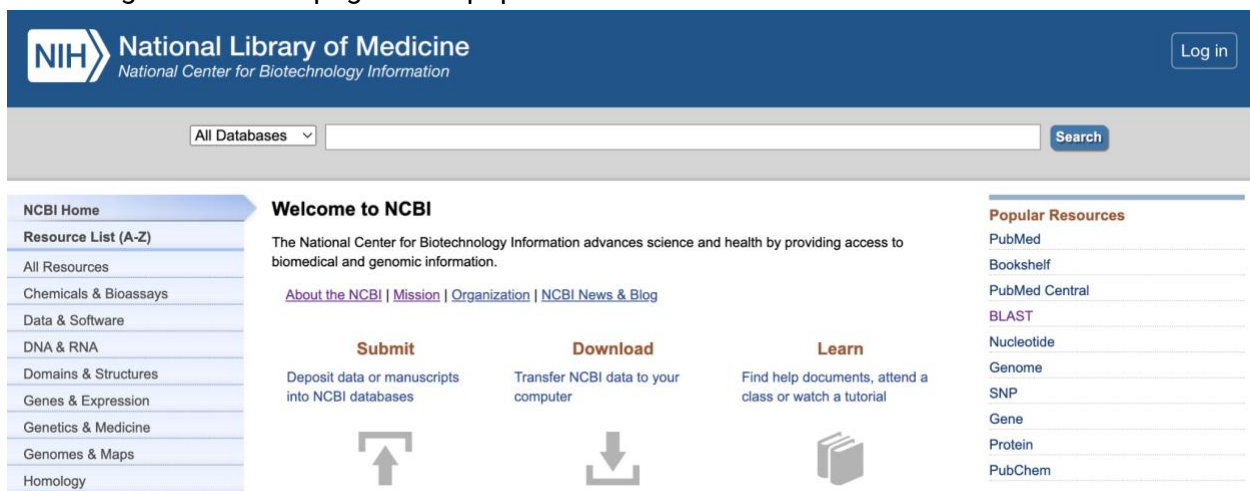 NIH National Library of Medicine
National Center for Biotechnology Information
Log in
All Databases
Search
NCBI Home
Resource List (A-Z)
All Resources
Chemicals & Bioassays
Data & Software
DNA & RNA
Domains & Structures
Genes & Expression
Genetics & Medicine
Genomes & Maps
Homology
Welcome to NCBI
The National Center for Biotechnology Information advances science and health by providing access to
biomedical and genomic information.
About the NCBI | Mission | Organization | NCBI News & Blog
Submit
Deposit data or manuscripts
into NCBI databases
Download
Transfer NCBI data to your
computer
Learn
Find help documents, attend a
class or watch a tutorial
Popular Resources
PubMed
Bookshelf
PubMed Central
BLAST
Nucleotide
Genome
SNP
Gene
Protein
PubChem